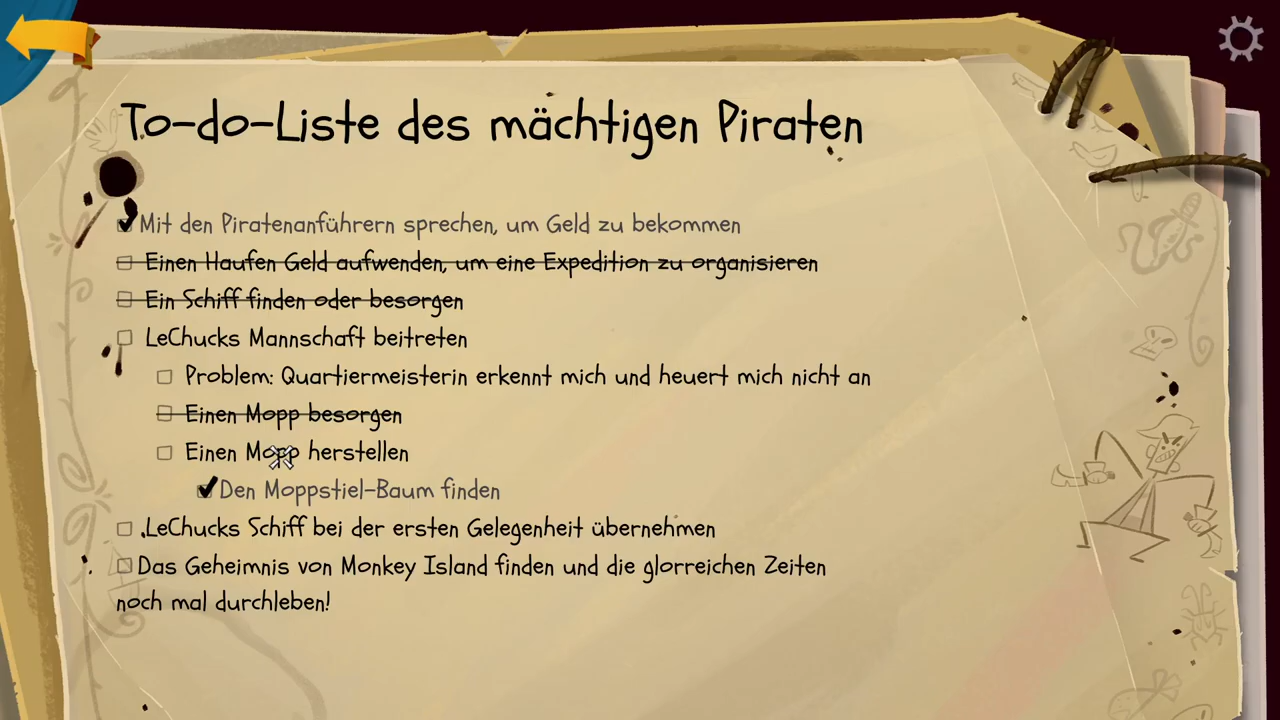 To-do-Liste des mächtigen Piraten
Mit den Piratenanführern sprechen, um Geld zu bekommen
Einen Haufen Geld aufwenden, um eine Expedition zu organisieren
Ein Schiff finden oder besorgen
LeChucks Mannschaft beitreten
Problem: Quartiermeisterin erkennt mich und heuert mich nicht an
Einen Mopp besorgen
Einen Mopp herstellen
Den Moppstiel-Baum finden
LeChucks Schiff bei der ersten Gelegenheit übernehmen
Das Geheimnis von Monkey Island finden und die glorreichen Zeiten
noch mal durchleben!